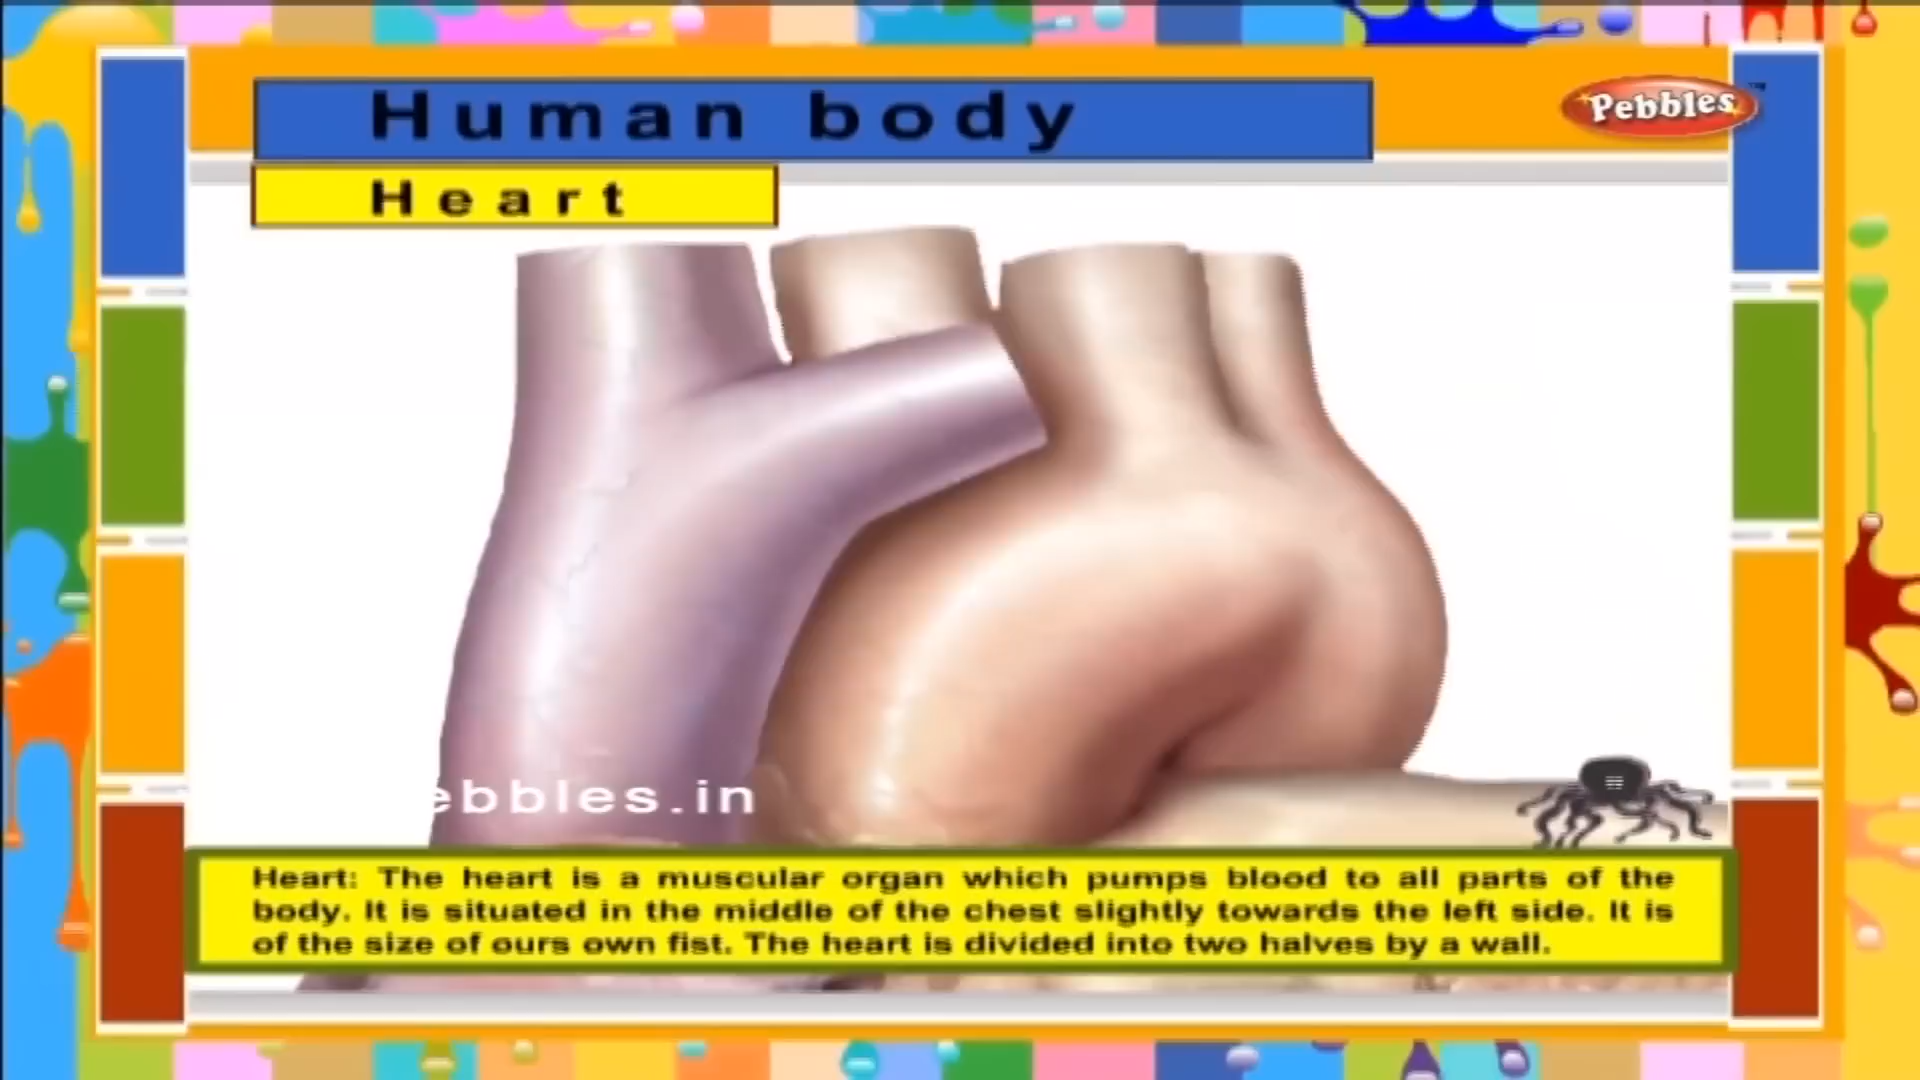 Human body
Pebbles™
Heart
ebbles.in
Heart: The heart is a muscular organ which pumps blood to all parts of the
body. It is situated in the middle of the chest slightly towards the left side. It is
of the size of ours own fist. The heart is divided into two halves by a wall.